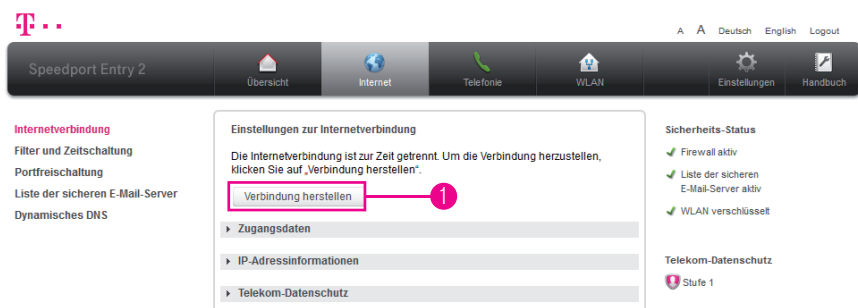 T
A A Deutsch English Logout
Speedport Entry 2
Übersicht
Internet
Telefonie
WLAN
Einstellungen
Handbuch
Internetverbindung
Filter und Zeitschaltung
Portfreischaltung
Liste der sicheren E-Mail-Server
Dynamisches DNS
Einstellungen zur Internetverbindung
Die Internetverbindung ist zur Zeit getrennt. Um die Verbindung herzustellen,
klicken Sie auf „Verbindung herstellen“.
Verbindung herstellen
1
Zugangsdaten
IP-Adressinformationen
Telekom-Datenschutz
Sicherheits-Status
Firewall aktiv
Liste der sicheren
E-Mail-Server aktiv
WLAN verschlüsselt
Telekom-Datenschutz
Stufe 1